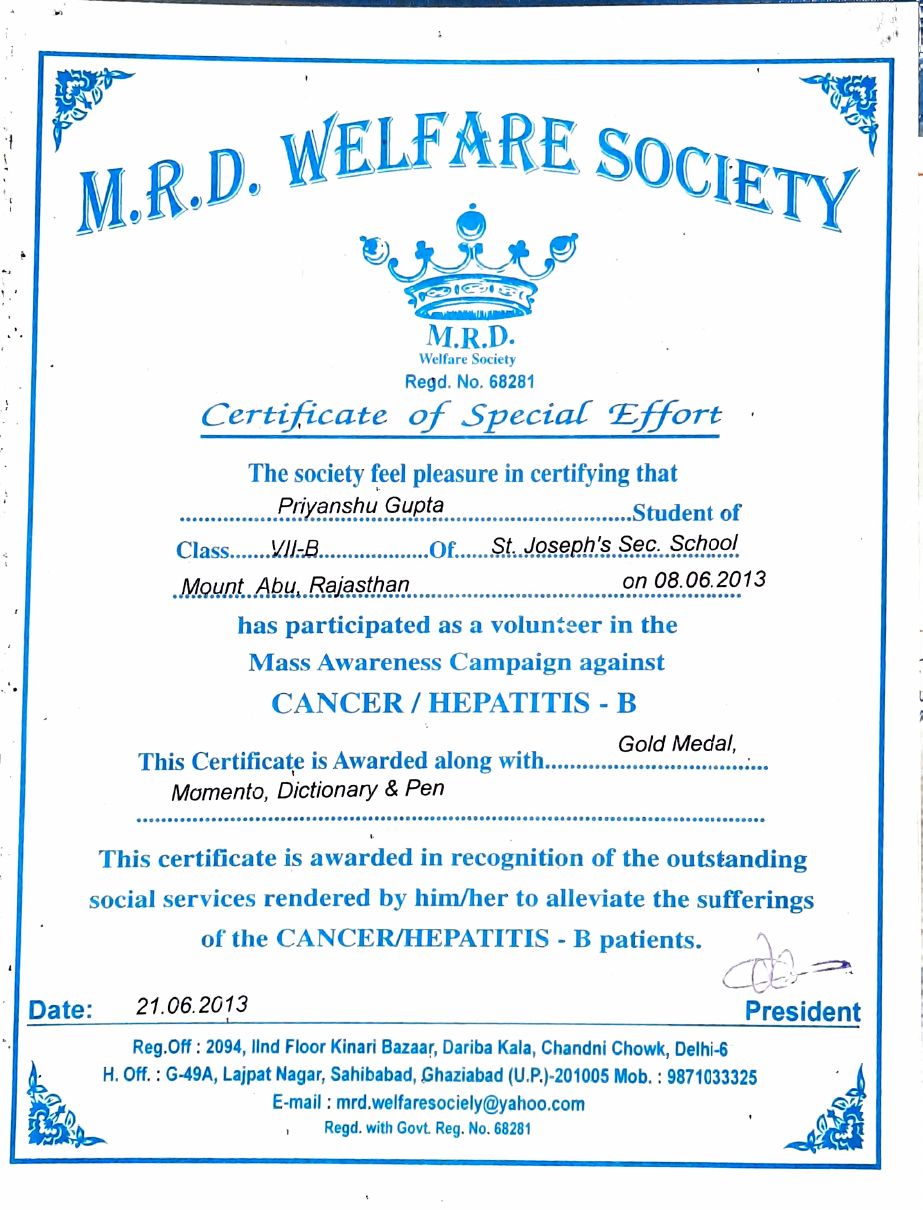 M.R.D. WELFARE SOCIETY
M.R.D.
Welfare Society
Regd. No. 68281
Certificate of Special Effort
The society feel pleasure in certifying that
Priyanshu Gupta Student of
Class VII-B Of St. Joseph's Sec. School
Mount Abu, Rajasthan on 08.06.2013
has participated as a volunteer in the
Mass Awareness Campaign against
CANCER / HEPATITIS - B
This Certificate is Awarded along with Gold Medal,
Momento, Dictionary & Pen
This certificate is awarded in recognition of the outstanding
social services rendered by him/her to alleviate the sufferings
of the CANCER/HEPATITIS - B patients.
Date: 21.06.2013 President
Reg.Off : 2094, IInd Floor Kinari Bazaar, Dariba Kala, Chandni Chowk, Delhi-6
H. Off. : G-49A, Lajpat Nagar, Sahibabad, Ghaziabad (U.P.)-201005 Mob. : 9871033325
E-mail : mrd.welfaresociely@yahoo.com
Regd. with Govt. Reg. No. 68281